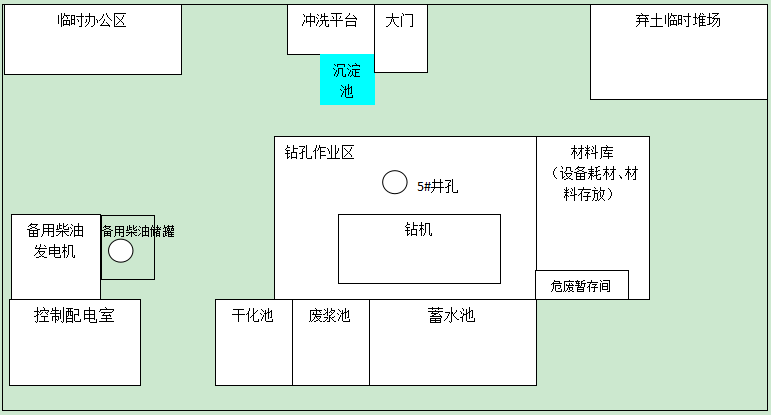 临时办公区
冲洗平台
大门
弃土临时堆场
沉淀
池
钻孔作业区
材料库
（设备耗材、材
料存放）
5#井孔
备用柴油
发电机
备用柴油储罐
钻机
危废暂存间
控制配电室
干化池
废浆池
蓄水池